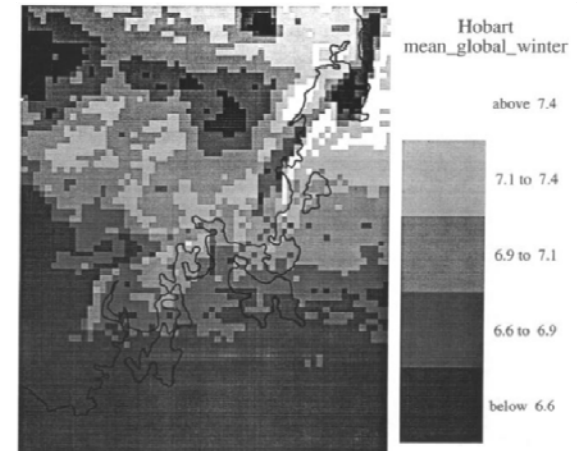 Hobart
mean_global_winter
above 7.4
7.1 to 7.4
6.9 to 7.1
6.6 to 6.9
below 6.6